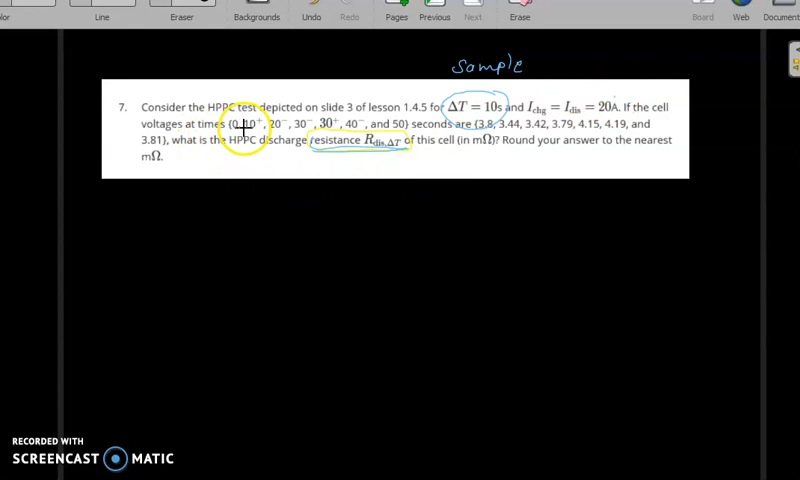 olor Line Eraser Backgrounds Undo Redo Pages Previous Next Erase Board Web Document
sample
7. Consider the HPPC test depicted on slide 3 of lesson 1.4.5 for ΔT = 10s and I_chg = I_dis = 20A. If the cell
voltages at times {0, 10⁺, 20⁻, 30⁻, 30⁺, 40⁻, and 50} seconds are {3.8, 3.44, 3.42, 3.79, 4.15, 4.19, and
3.81}, what is the HPPC discharge resistance R_dis,ΔT of this cell (in mΩ)? Round your answer to the nearest
mΩ.
RECORDED WITH
SCREENCAST MATIC